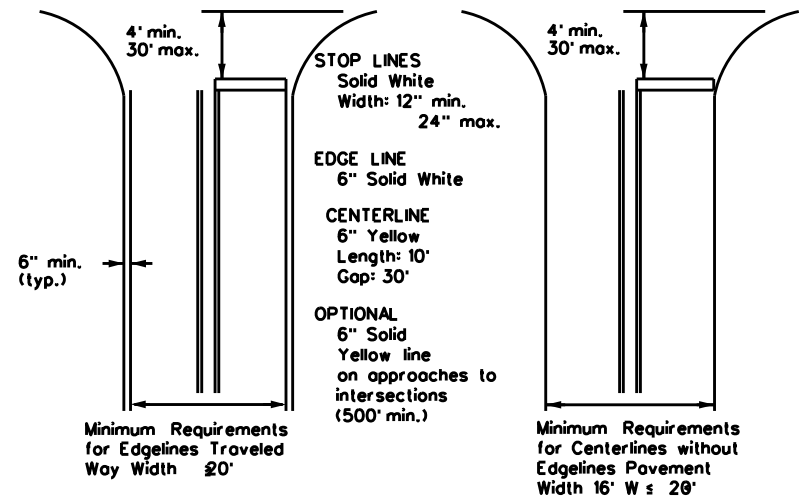 4' min.
30' max.
STOP LINES
Solid White
Width: 12" min.
24" max.
EDGE LINE
6" Solid White
CENTERLINE
6" Yellow
Length: 10'
Gap: 30'
OPTIONAL
6" Solid
Yellow line
on approaches to
intersections
(500' min.)
6" min.
(typ.)
Minimum Requirements
for Edgelines Traveled
Way Width ≥20'
4' min.
30' max.
Minimum Requirements
for Centerlines without
Edgelines Pavement
Width 16' W ≤ 20'